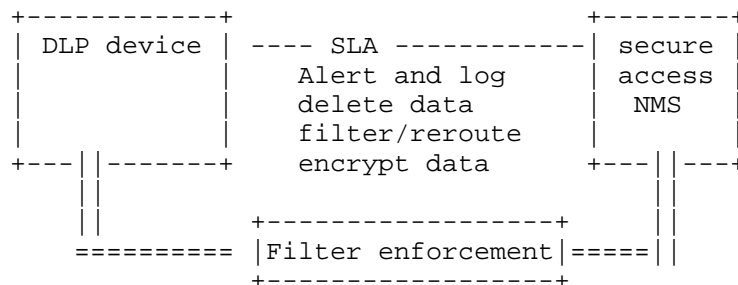 DLP device ---- SLA ------------ secure
Alert and log access
delete data NMS
filter/reroute
encrypt data
Filter enforcement